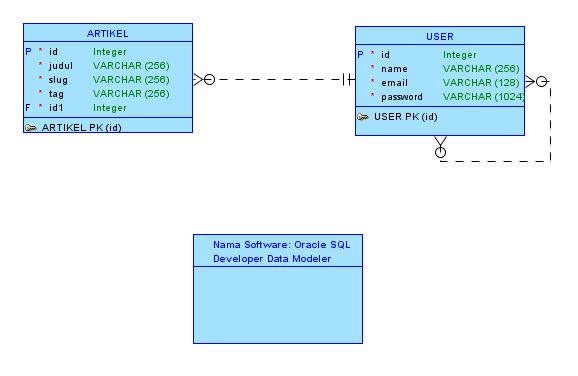 ARTIKEL
P * id Integer
* judul VARCHAR (256)
* slug VARCHAR (256)
* tag VARCHAR (256)
F * id1 Integer
ARTIKEL PK (id)
USER
P * id Integer
* name VARCHAR (256)
* email VARCHAR (128)
* password VARCHAR (1024)
USER PK (id)
Nama Software: Oracle SQL
Developer Data Modeler